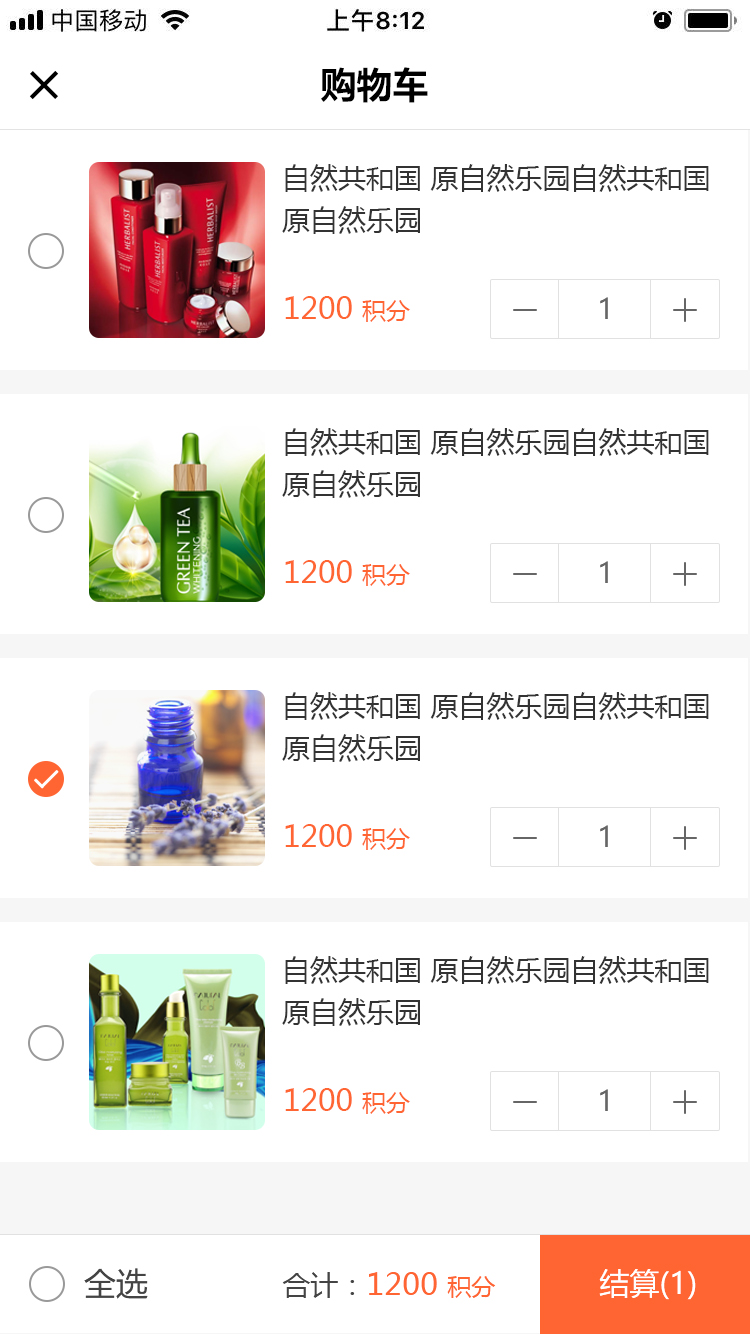 中国移动 上午8:12
购物车
自然共和国 原自然乐园自然共和国
原自然乐园
HERBALIST
HERBALIST
HERBALIST
1200 积分 1
自然共和国 原自然乐园自然共和国
原自然乐园
GREEN TEA
WHITENING
1200 积分 1
自然共和国 原自然乐园自然共和国
原自然乐园
1200 积分 1
自然共和国 原自然乐园自然共和国
原自然乐园
1200 积分 1
全选 合计：1200 积分 结算(1)